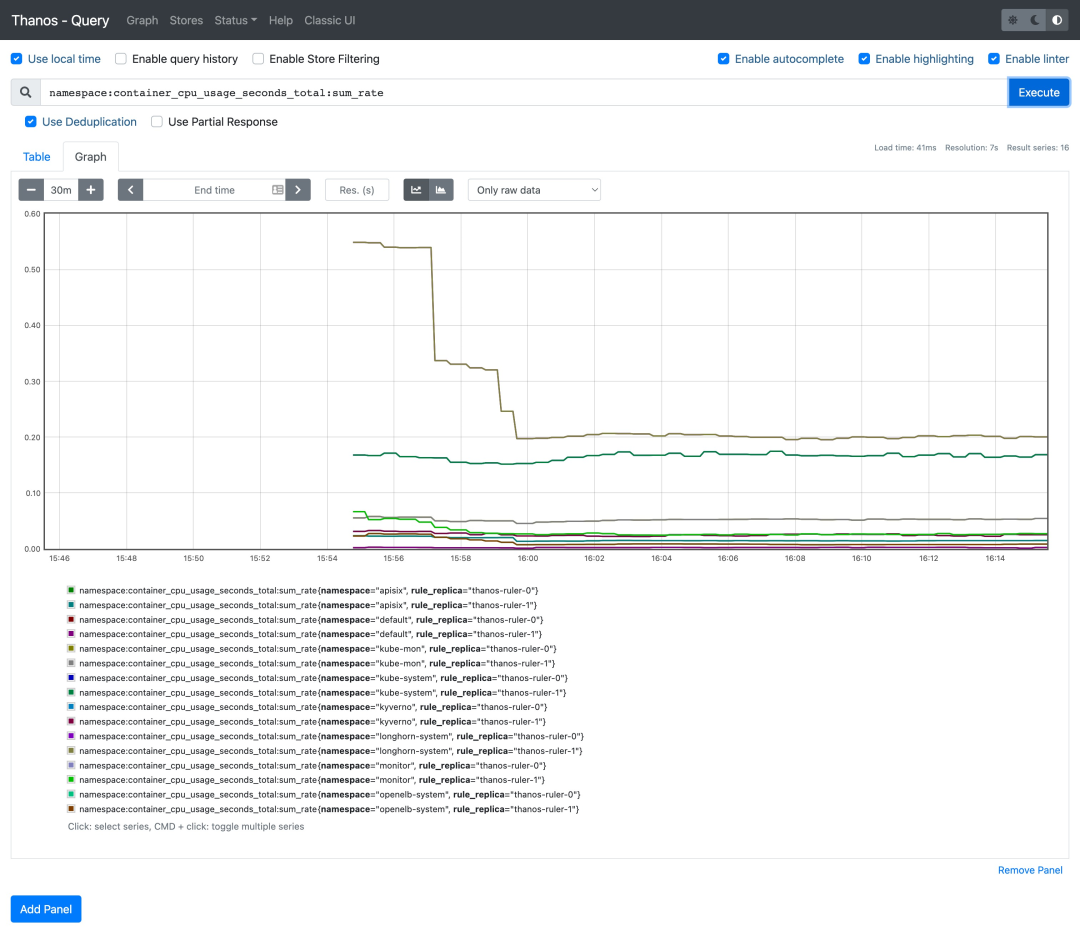 Thanos - Query Graph Stores Status Help Classic UI
Use local time Enable query history Enable Store Filtering Enable autocomplete Enable highlighting Enable linter
namespace:container_cpu_usage_seconds_total:sum_rate Execute
Use Deduplication Use Partial Response
Table Graph Load time: 41ms Resolution: 7s Result series: 16
30m End time Res. (s) Only raw data
0.60
0.50
0.40
0.30
0.20
0.10
0.00
15:46 15:48 15:50 15:52 15:54 15:56 15:58 16:00 16:02 16:04 16:06 16:08 16:10 16:12 16:14
namespace:container_cpu_usage_seconds_total:sum_rate{namespace="apisix", rule_replica="thanos-ruler-0"}
namespace:container_cpu_usage_seconds_total:sum_rate{namespace="apisix", rule_replica="thanos-ruler-1"}
namespace:container_cpu_usage_seconds_total:sum_rate{namespace="default", rule_replica="thanos-ruler-0"}
namespace:container_cpu_usage_seconds_total:sum_rate{namespace="default", rule_replica="thanos-ruler-1"}
namespace:container_cpu_usage_seconds_total:sum_rate{namespace="kube-mon", rule_replica="thanos-ruler-0"}
namespace:container_cpu_usage_seconds_total:sum_rate{namespace="kube-mon", rule_replica="thanos-ruler-1"}
namespace:container_cpu_usage_seconds_total:sum_rate{namespace="kube-system", rule_replica="thanos-ruler-0"}
namespace:container_cpu_usage_seconds_total:sum_rate{namespace="kube-system", rule_replica="thanos-ruler-1"}
namespace:container_cpu_usage_seconds_total:sum_rate{namespace="kyverno", rule_replica="thanos-ruler-0"}
namespace:container_cpu_usage_seconds_total:sum_rate{namespace="kyverno", rule_replica="thanos-ruler-1"}
namespace:container_cpu_usage_seconds_total:sum_rate{namespace="longhorn-system", rule_replica="thanos-ruler-0"}
namespace:container_cpu_usage_seconds_total:sum_rate{namespace="longhorn-system", rule_replica="thanos-ruler-1"}
namespace:container_cpu_usage_seconds_total:sum_rate{namespace="monitor", rule_replica="thanos-ruler-0"}
namespace:container_cpu_usage_seconds_total:sum_rate{namespace="monitor", rule_replica="thanos-ruler-1"}
namespace:container_cpu_usage_seconds_total:sum_rate{namespace="openelb-system", rule_replica="thanos-ruler-0"}
namespace:container_cpu_usage_seconds_total:sum_rate{namespace="openelb-system", rule_replica="thanos-ruler-1"}
Click: select series, CMD + click: toggle multiple series
Remove Panel
Add Panel